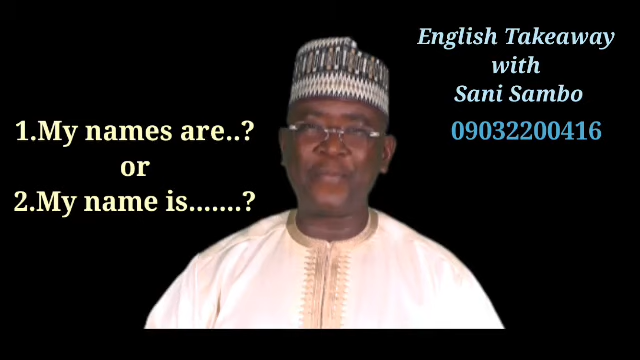 English Takeaway
with
Sani Sambo
09032200416
1.My names are..?
or
2.My name is.......?